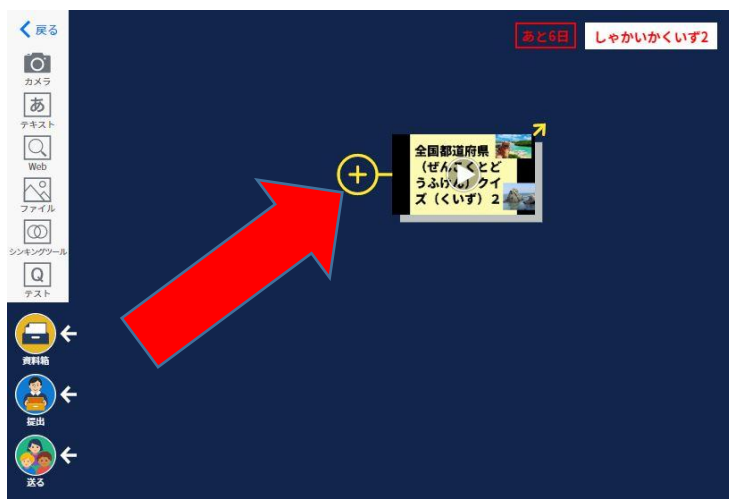 戻る
カメラ
あ
テキスト
Web
ファイル
シンキングツール
Q
テスト
資料箱
提出
送る
あと6日
しゃかいかくいず2
全国都道府県
（ぜんこくとど
うふけん）クイ
ズ（くいず）2